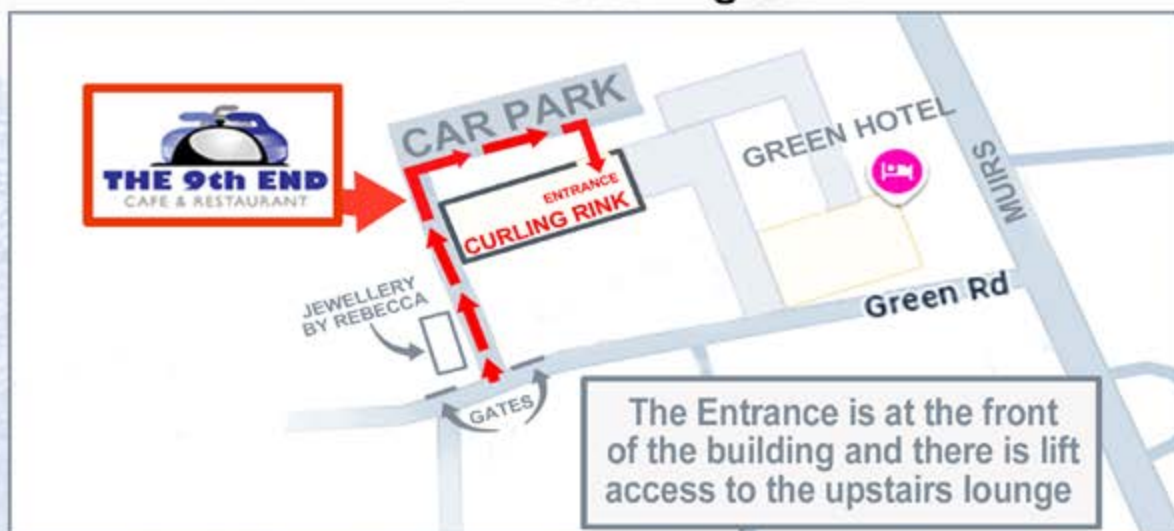 CAR PARK
THE 9th END
CAFE & RESTAURANT
GREEN HOTEL
MUIRS
ENTRANCE
CURLING RINK
JEWELLERY
BY REBECCA
Green Rd
GATES
The Entrance is at the front
of the building and there is lift
access to the upstairs lounge